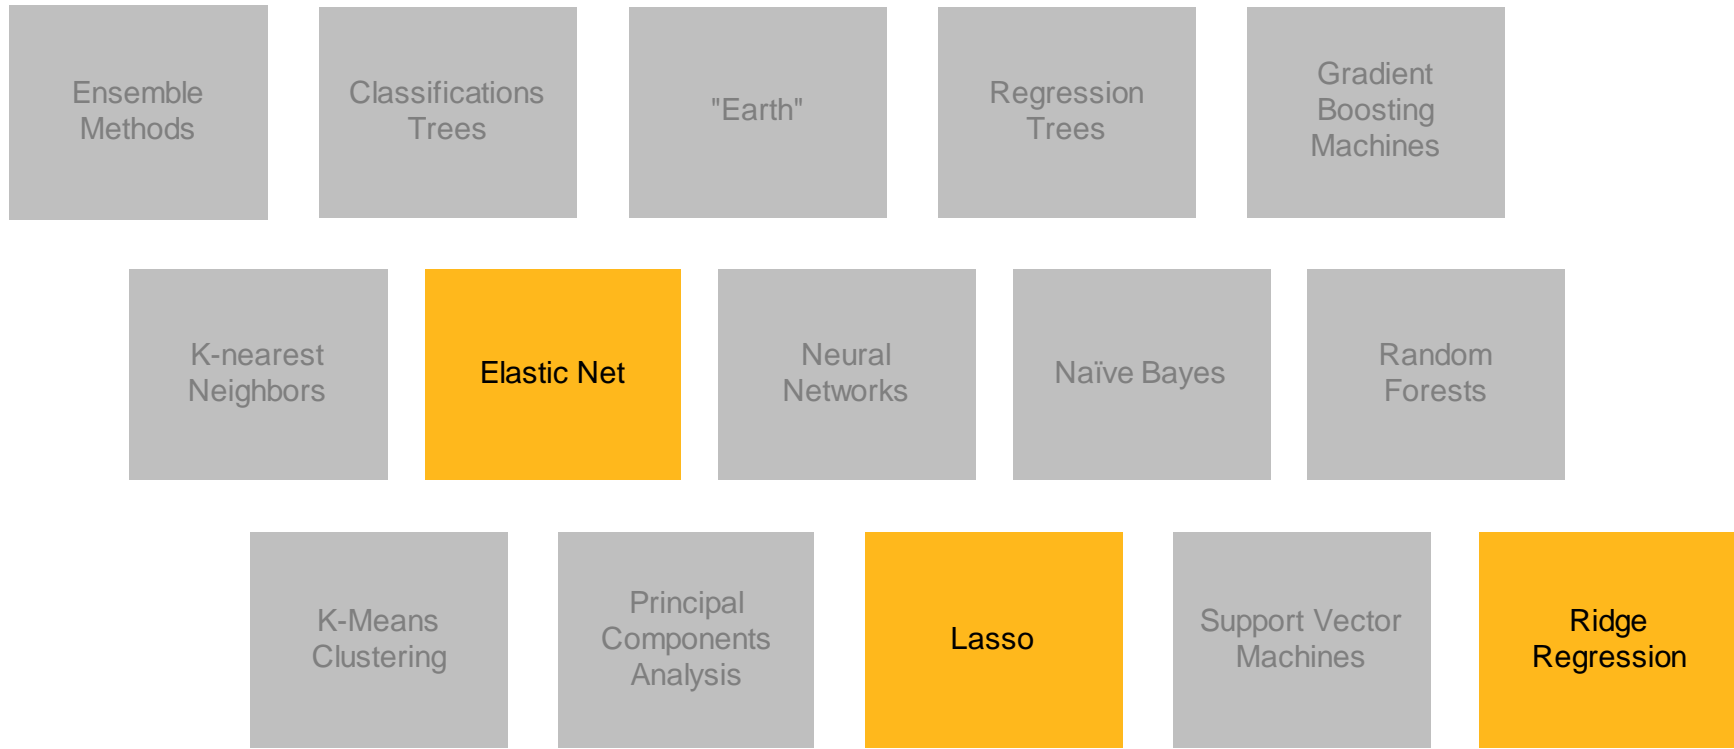 Ensemble
Methods
Classifications
Trees
"Earth"
Regression
Trees
Gradient
Boosting
Machines
K-nearest
Neighbors
Elastic Net
Neural
Networks
Naïve Bayes
Random
Forests
K-Means
Clustering
Principal
Components
Analysis
Lasso
Support Vector
Machines
Ridge
Regression